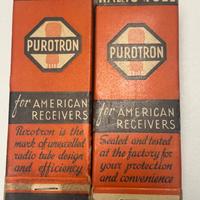 PUROTRON
for AMERICAN
RECEIVERS
Purotron is the
mark of unexcelled
radio tube design
and efficiency
RADIO TUBE
PUROTRON
for AMERICAN
RECEIVERS
Sealed and tested
at the factory for
your protection
and convenience